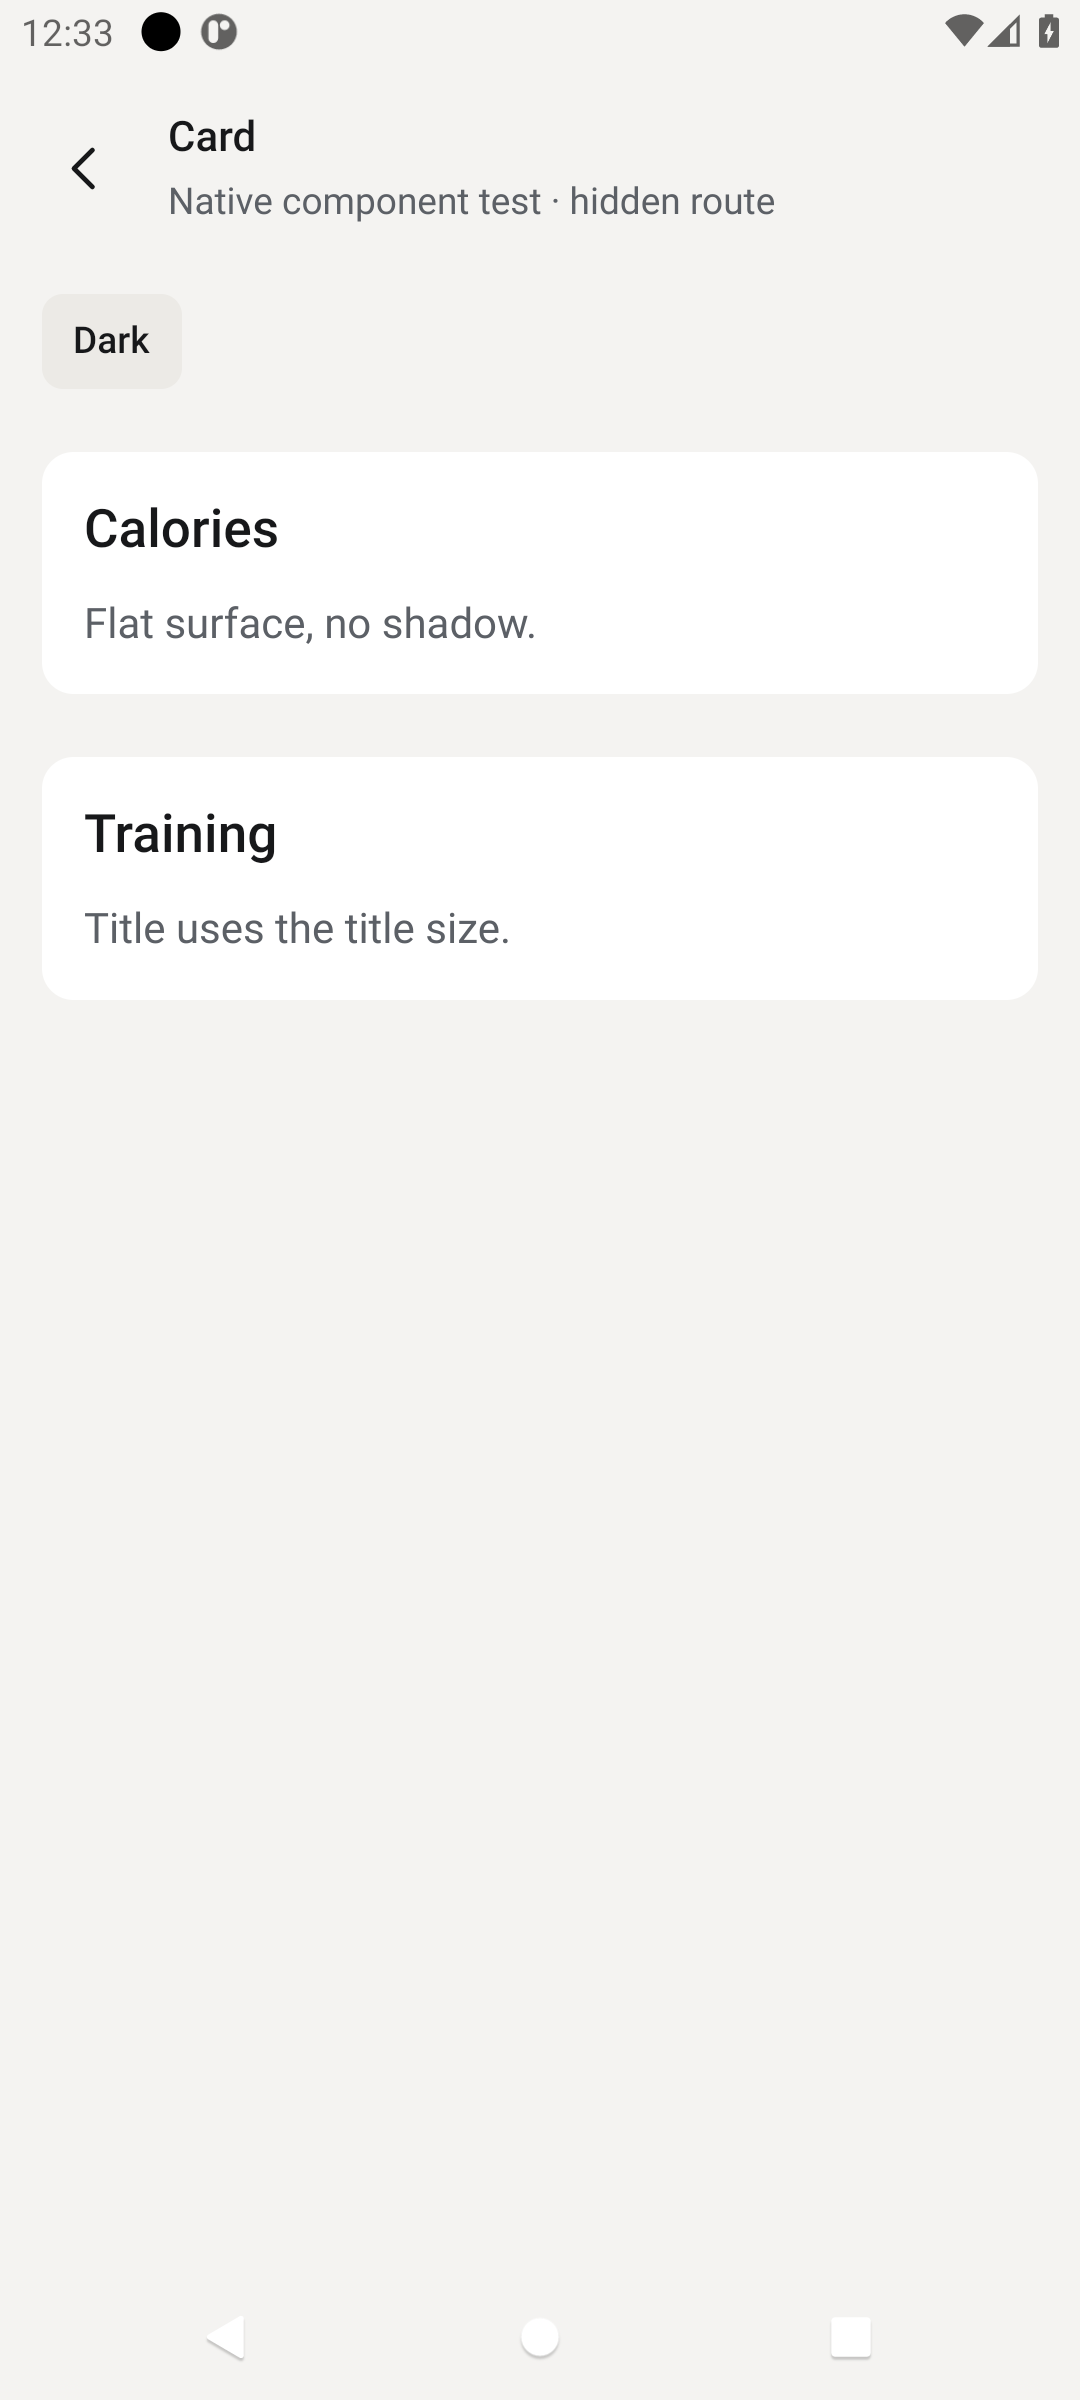 12:33
Card
Native component test · hidden route
Dark
Calories
Flat surface, no shadow.
Training
Title uses the title size.